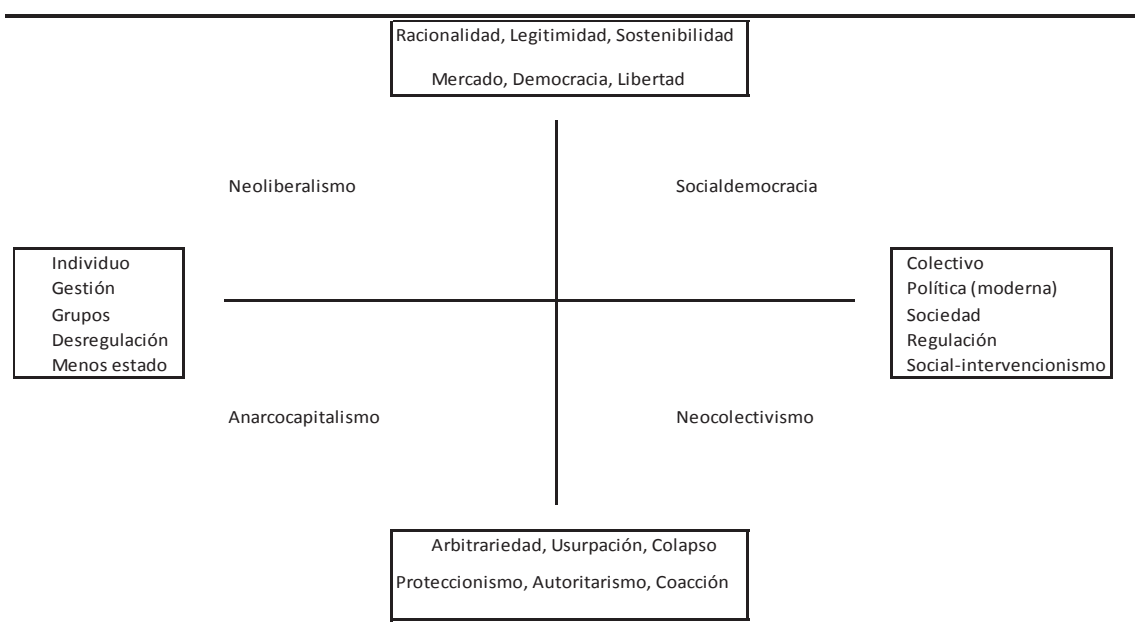 Racionalidad, Legitimidad, Sostenibilidad
Mercado, Democracia, Libertad
Neoliberalismo
Socialdemocracia
Individuo
Gestión
Grupos
Desregulación
Menos estado
Colectivo
Política (moderna)
Sociedad
Regulación
Social-intervencionismo
Anarcocapitalismo
Neocolectivismo
Arbitrariedad, Usurpación, Colapso
Proteccionismo, Autoritarismo, Coacción